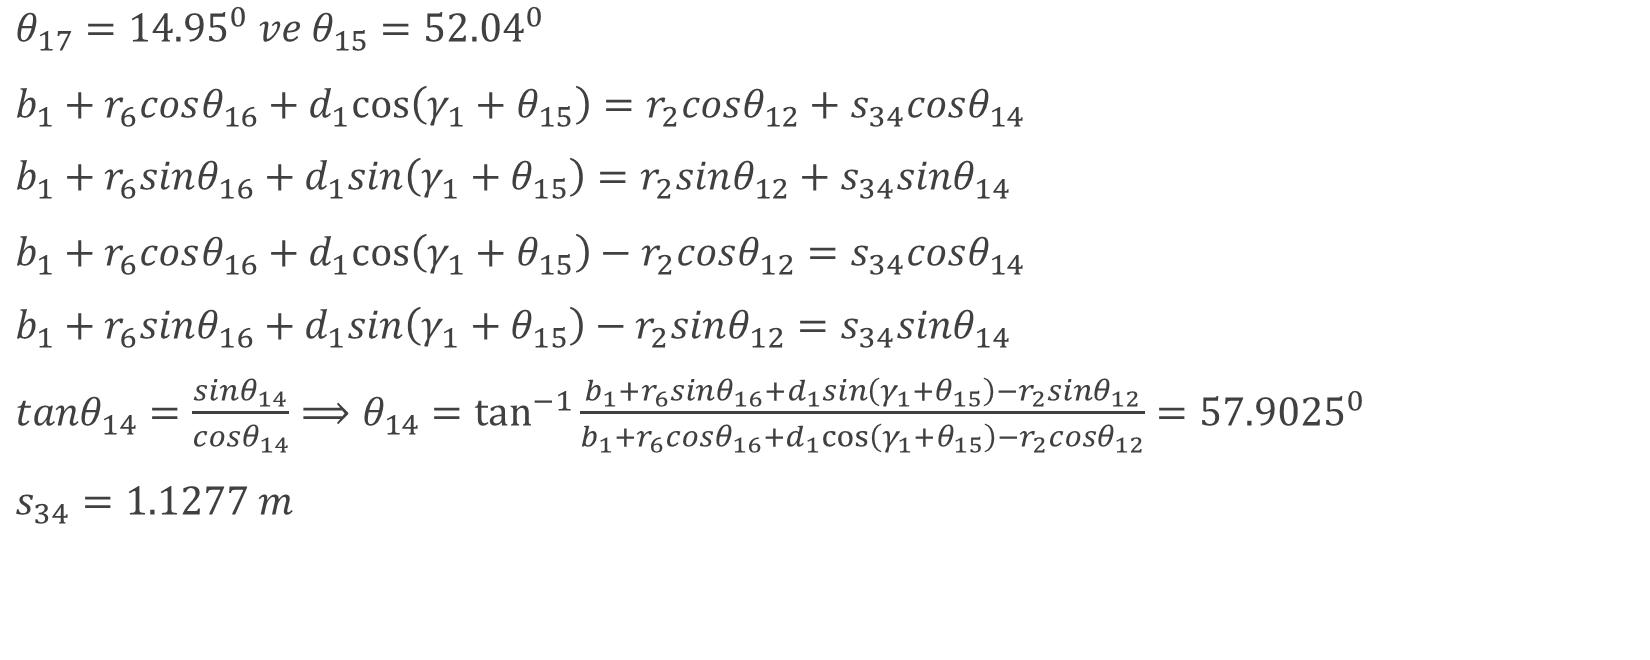 θ₁₇ = 14.95⁰ ve θ₁₅ = 52.04⁰
b₁ + r₆cosθ₁₆ + d₁cos(γ₁ + θ₁₅) = r₂cosθ₁₂ + s₃₄cosθ₁₄
b₁ + r₆sinθ₁₆ + d₁sin(γ₁ + θ₁₅) = r₂sinθ₁₂ + s₃₄sinθ₁₄
b₁ + r₆cosθ₁₆ + d₁cos(γ₁ + θ₁₅) − r₂cosθ₁₂ = s₃₄cosθ₁₄
b₁ + r₆sinθ₁₆ + d₁sin(γ₁ + θ₁₅) − r₂sinθ₁₂ = s₃₄sinθ₁₄
tanθ₁₄ = sinθ₁₄/cosθ₁₄ ⟹ θ₁₄ = tan⁻¹ (b₁+r₆sinθ₁₆+d₁sin(γ₁+θ₁₅)−r₂sinθ₁₂)/(b₁+r₆cosθ₁₆+d₁cos(γ₁+θ₁₅)−r₂cosθ₁₂) = 57.9025⁰
s₃₄ = 1.1277 m